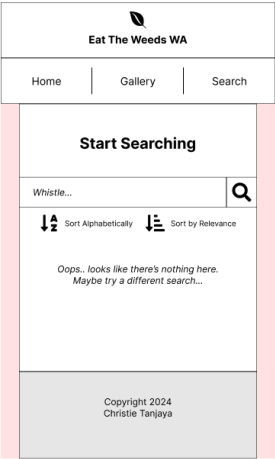 Eat The Weeds WA
Home
Gallery
Search
Start Searching
Whistle...
A
Z
Sort Alphabetically
Sort by Relevance
Oops.. looks like there's nothing here.
Maybe try a different search...
Copyright 2024
Christie Tanjaya